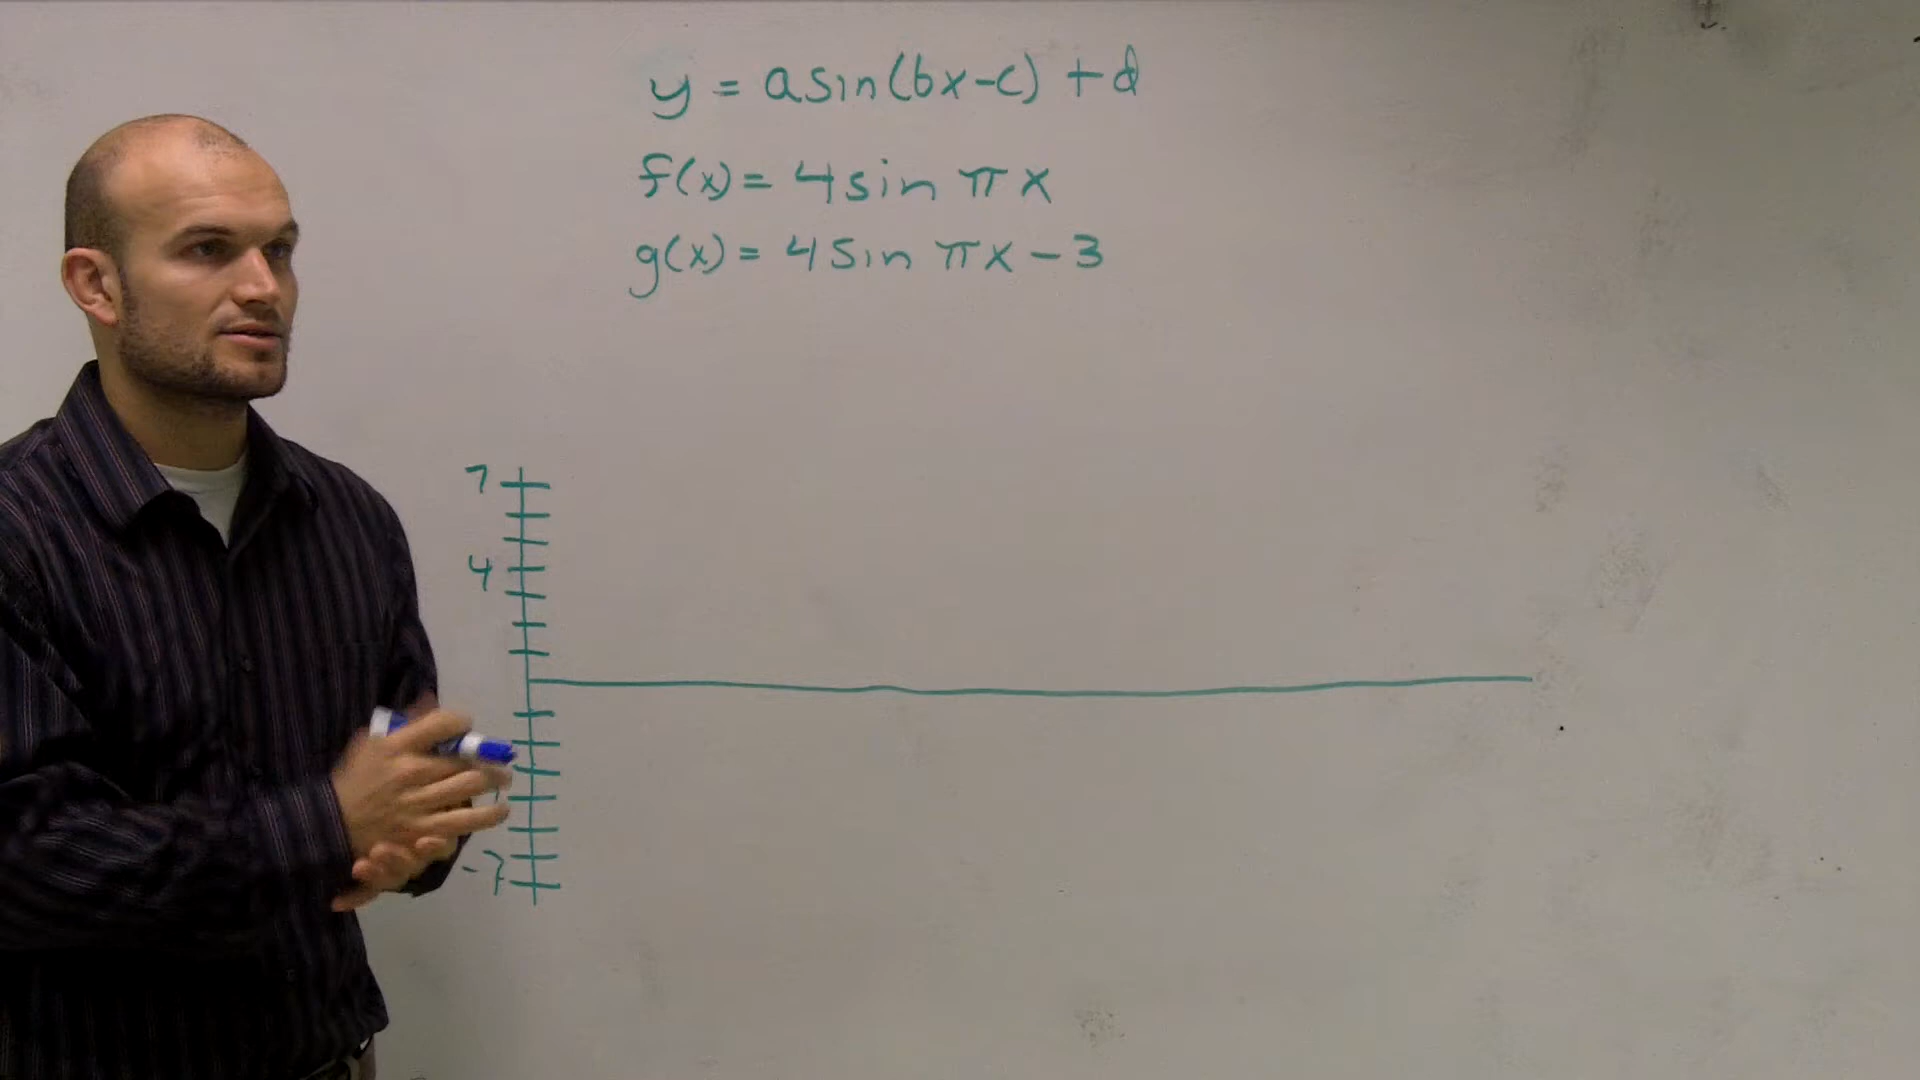 y = a sin(bx-c) + d
f(x) = 4 sin πx
g(x) = 4 sin πx - 3
7
4
-7